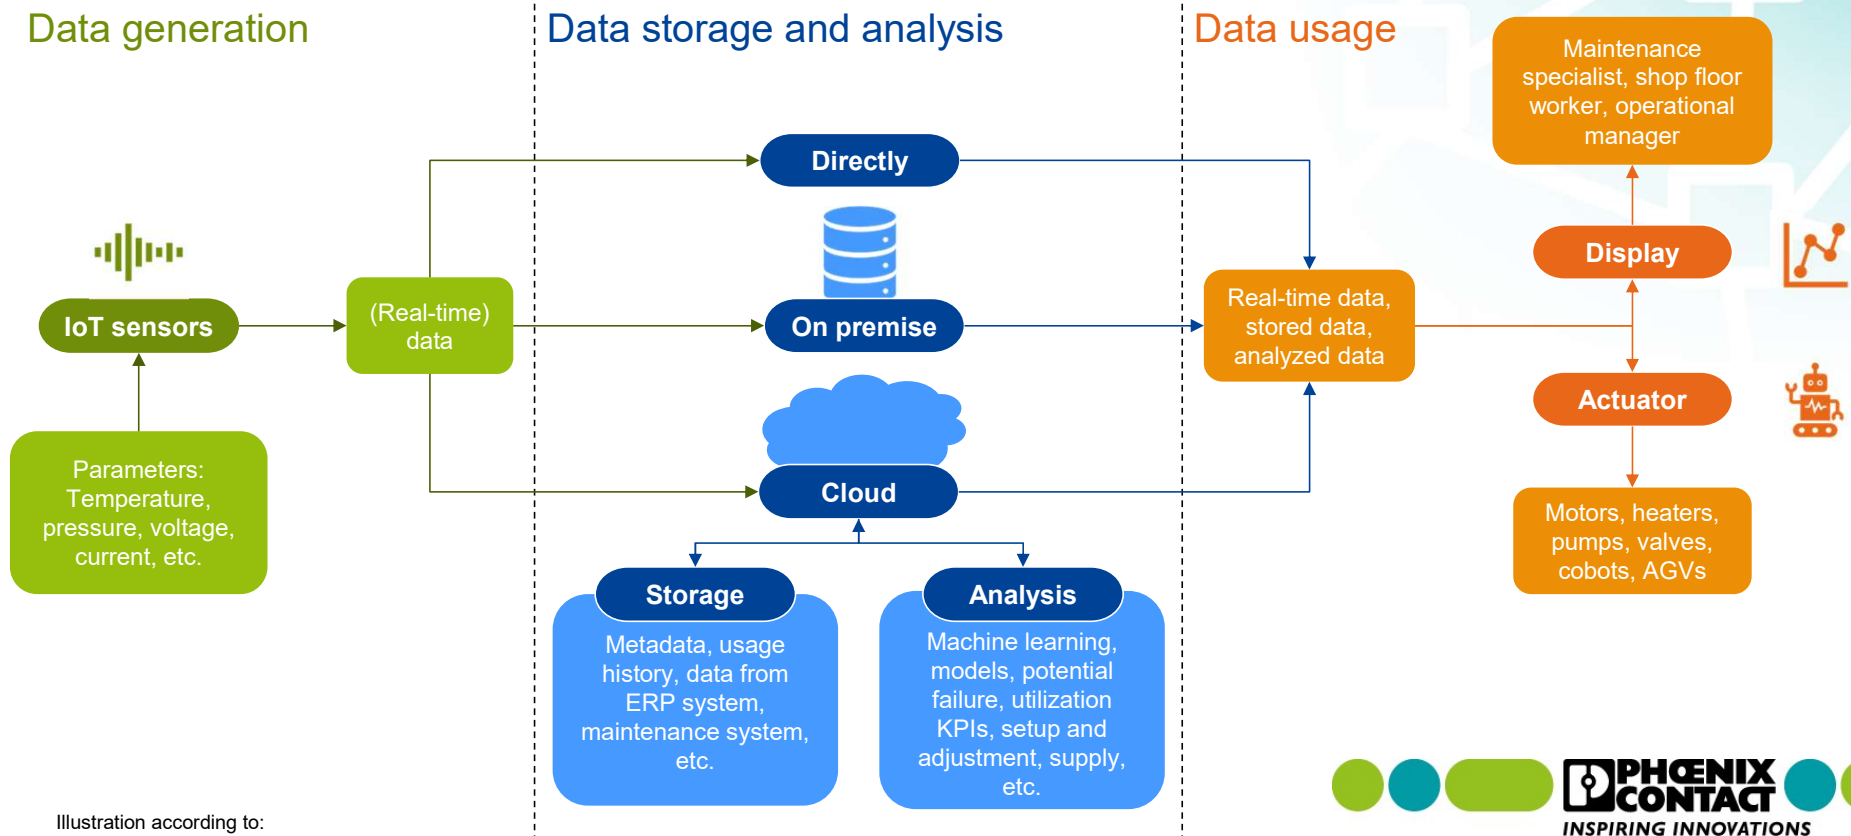 Data generation
Data storage and analysis
Data usage
Maintenance
specialist, shop floor
worker, operational
manager
Directly
Display
IoT sensors
(Real-time)
data
On premise
Real-time data,
stored data,
analyzed data
Actuator
Parameters:
Temperature,
pressure, voltage,
current, etc.
Cloud
Motors, heaters,
pumps, valves,
cobots, AGVs
Storage
Metadata, usage
history, data from
ERP system,
maintenance system,
etc.
Analysis
Machine learning,
models, potential
failure, utilization
KPIs, setup and
adjustment, supply,
etc.
Illustration according to:
PHŒNIX
CONTACT
INSPIRING INNOVATIONS